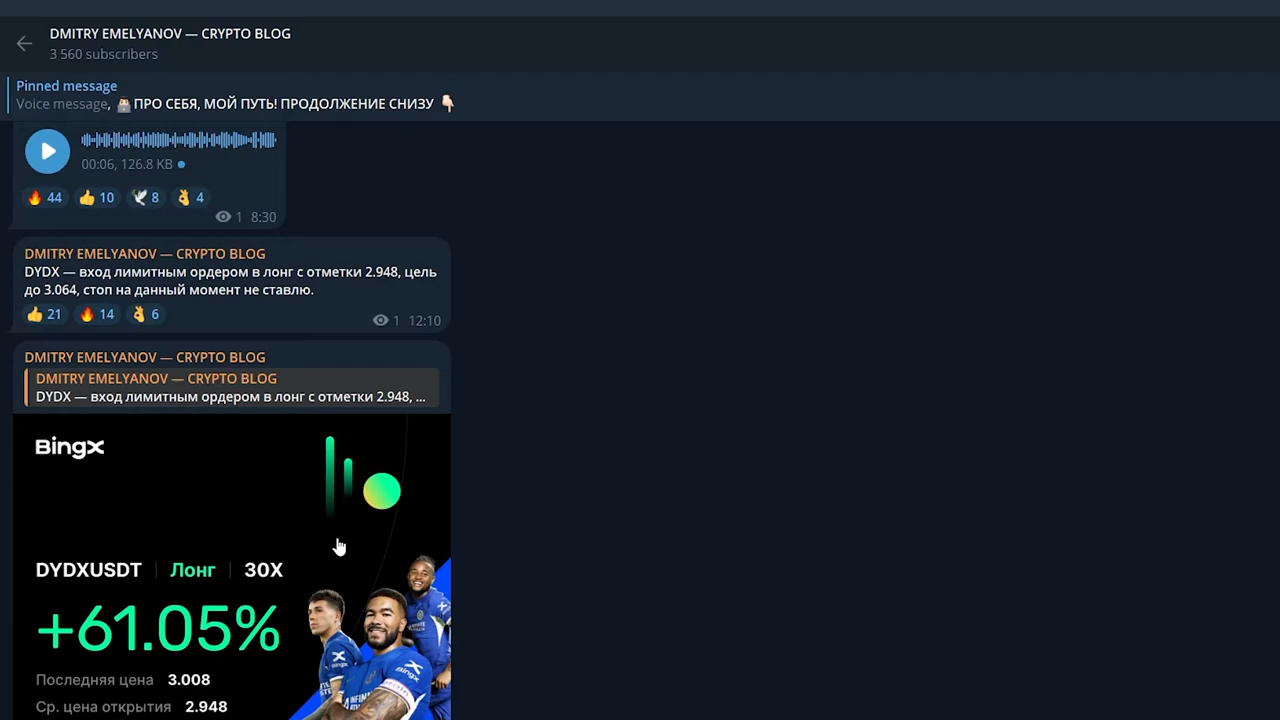 DMITRY EMELYANOV — CRYPTO BLOG
3 560 subscribers
Pinned message
Voice message, ПРО СЕБЯ, МОЙ ПУТЬ! ПРОДОЛЖЕНИЕ СНИЗУ
00:06, 126.8 KB
44 10 8 4
1 8:30
DMITRY EMELYANOV — CRYPTO BLOG
DYDX — вход лимитным ордером в лонг с отметки 2.948, цель
до 3.064, стоп на данный момент не ставлю.
21 14 6
1 12:10
DMITRY EMELYANOV — CRYPTO BLOG
DMITRY EMELYANOV — CRYPTO BLOG
DYDX — вход лимитным ордером в лонг с отметки 2.948, ...
BingX
DYDXUSDT Лонг 30X
+61.05%
Последняя цена 3.008
Ср. цена открытия 2.948
BingX
BingX